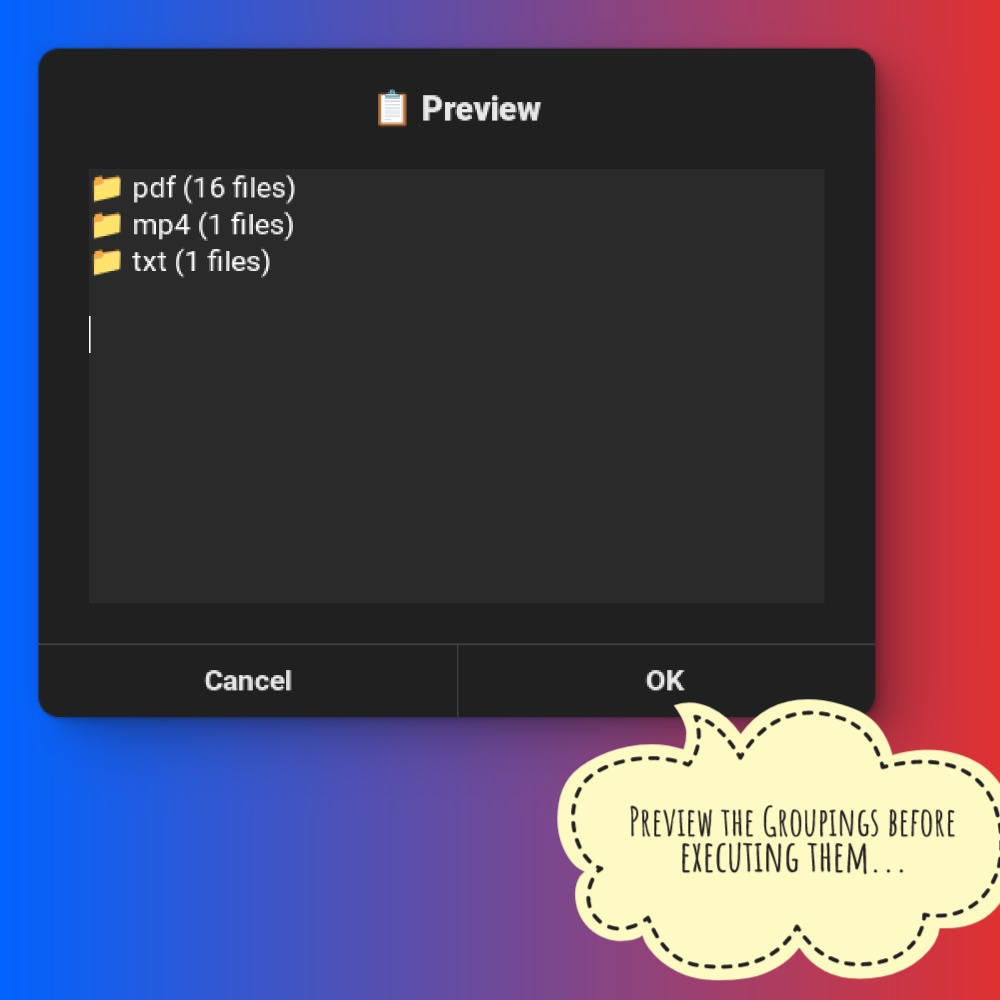 📋 Preview
📁 pdf (16 files)
📁 mp4 (1 files)
📁 txt (1 files)
Cancel
OK
Preview the Groupings before
executing them...